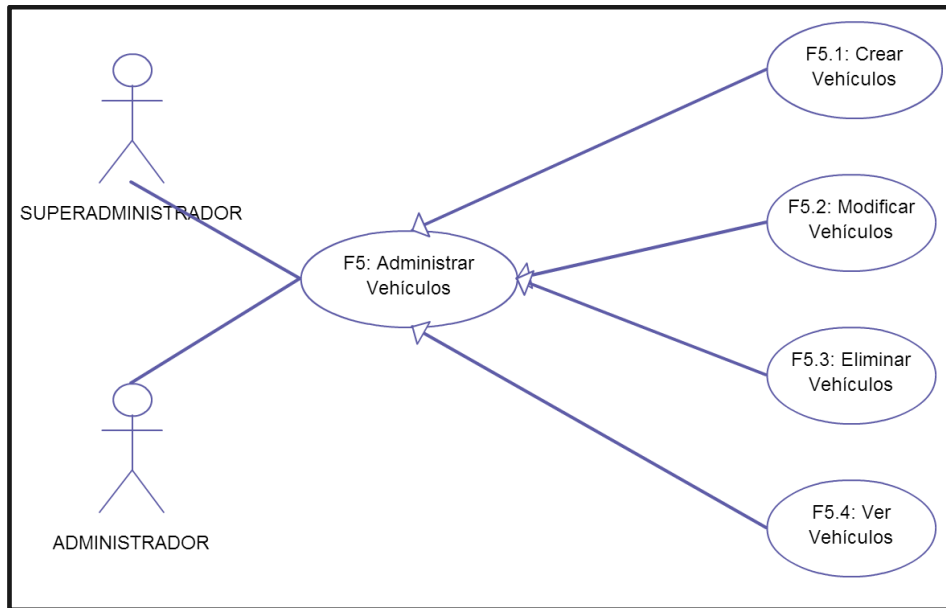 SUPERADMINISTRADOR
ADMINISTRADOR
F5: Administrar
Vehículos
F5.1: Crear
Vehículos
F5.2: Modificar
Vehículos
F5.3: Eliminar
Vehículos
F5.4: Ver
Vehículos